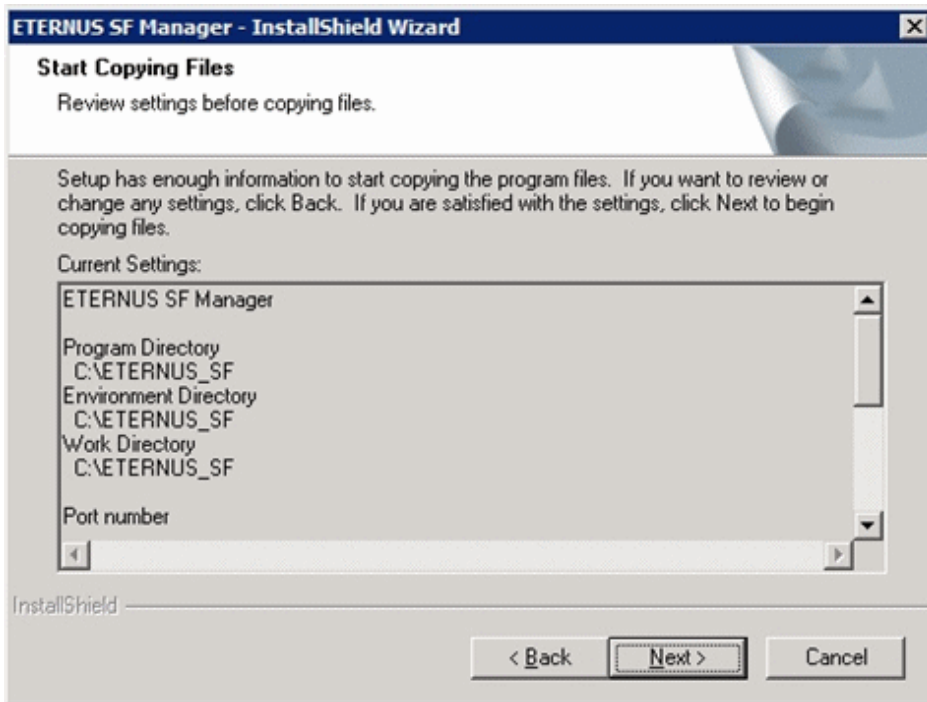 ETERNUS SF Manager - InstallShield Wizard
Start Copying Files
Review settings before copying files.
Setup has enough information to start copying the program files. If you want to review or
change any settings, click Back. If you are satisfied with the settings, click Next to begin
copying files.
Current Settings:
ETERNUS SF Manager
Program Directory
C:\ETERNUS_SF
Environment Directory
C:\ETERNUS_SF
Work Directory
C:\ETERNUS_SF
Port number
InstallShield
< Back Next > Cancel